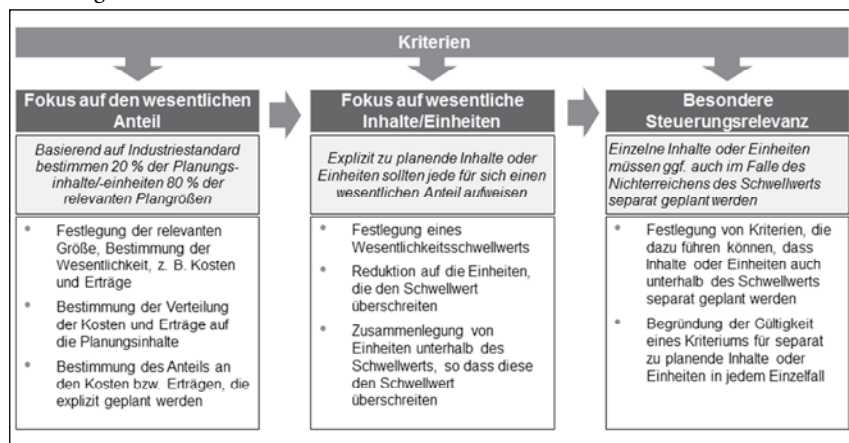 Kriterien
Fokus auf den wesentlichen
Anteil
Basierend auf Industriestandard
bestimmen 20 % der Planungs-
inhalte/-einheiten 80 % der
relevanten Plangrößen
• Festlegung der relevanten
Größe, Bestimmung der
Wesentlichkeit, z. B. Kosten
und Erträge
• Bestimmung der Verteilung
der Kosten und Erträge auf
die Planungsinhalte
• Bestimmung des Anteils an
den Kosten bzw. Erträgen, die
explizit geplant werden
Fokus auf wesentliche
Inhalte/Einheiten
Explizit zu planende Inhalte oder
Einheiten sollten jede für sich einen
wesentlichen Anteil aufweisen
• Festlegung eines
Wesentlichkeitsschwellwerts
• Reduktion auf die Einheiten,
die den Schwellwert
überschreiten
• Zusammenlegung von
Einheiten unterhalb des
Schwellwerts, so dass diese
den Schwellwert
überschreiten
Besondere
Steuerungsrelevanz
Einzelne Inhalte oder Einheiten
müssen ggf. auch im Falle des
Nichterreichens des Schwellwerts
separat geplant werden
• Festlegung von Kriterien, die
dazu führen können, dass
Inhalte oder Einheiten auch
unterhalb des Schwellwerts
separat geplant werden
• Begründung der Gültigkeit
eines Kriteriums für separat
zu planende Inhalte oder
Einheiten in jedem Einzelfall